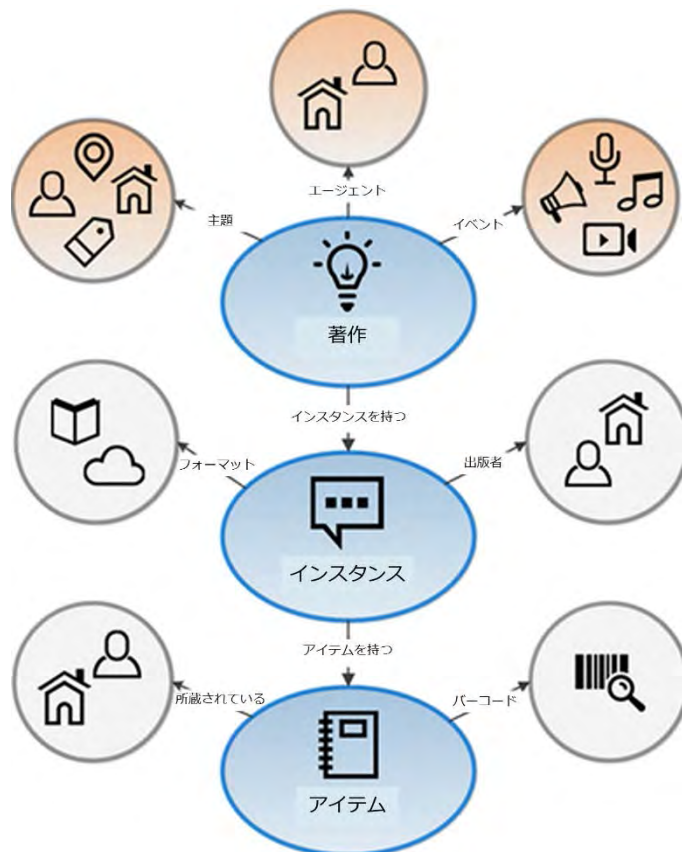 エージェント
主題
イベント
著作
インスタンスを持つ
フォーマット
出版者
インスタンス
アイテムを持つ
所蔵されている
バーコード
アイテム